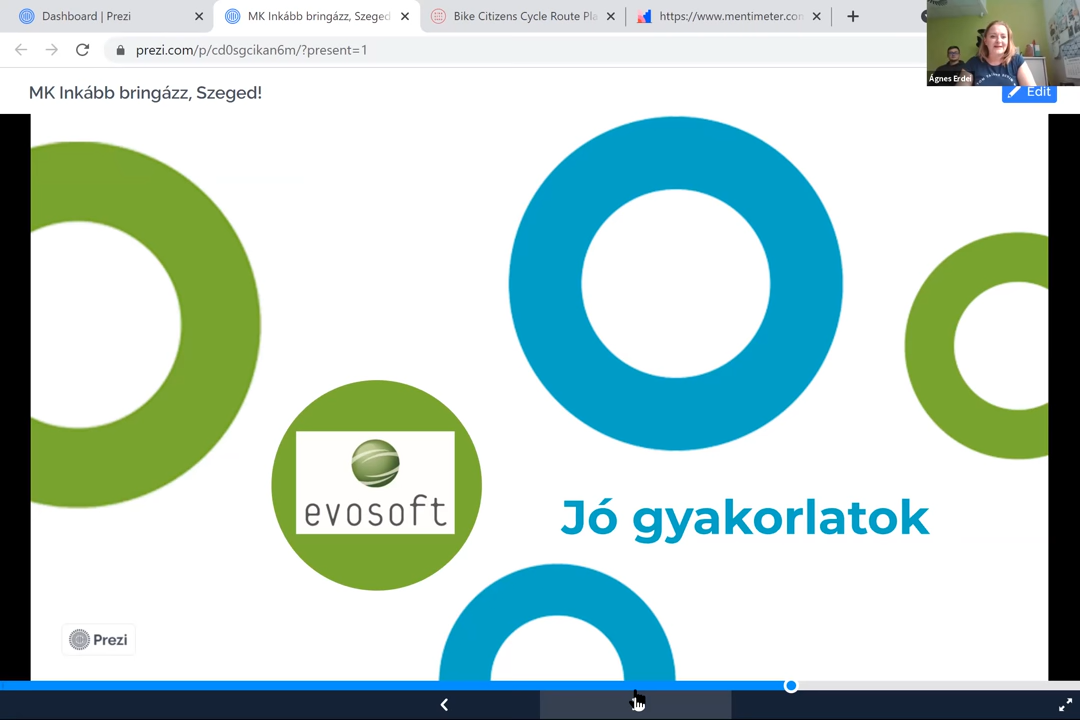 Dashboard | Prezi
MK Inkább bringázz, Szeged
Bike Citizens Cycle Route Pla
https://www.mentimeter.com
prezi.com/p/cd0sgcikan6m/?present=1
Ágnes Erdei
MK Inkább bringázz, Szeged!
Edit
evosoft
Jó gyakorlatok
Prezi